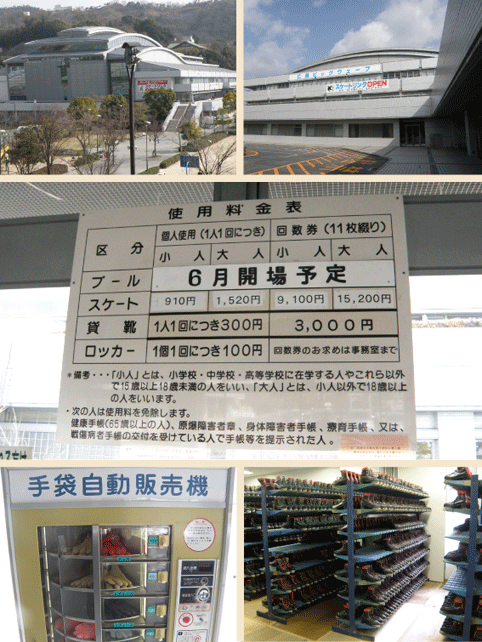 スケートリンクOPEN
使用料金表
区分 個人使用(1人1回につき) 回数券(11枚綴り)
小人 大人 小人 大人
プール 6月開場予定
スケート 910円 1,520円 9,100円 15,200円
貸靴 1人1回につき300円 3,000円
ロッカー 1個1回につき100円 回数券のお求めは事務室まで
*備考・・・「小人」とは、小学校・中学校・高等学校に在学する人やこれら以外
で15歳以上18歳未満の人をいい、「大人」とは、小人以外で18歳以上
の人をいいます。
・次の人は使用料を免除します。
健康手帳(65歳以上の人)、原爆障害者章、身体障害者手帳、療育手帳、又は、
戦傷病者手帳の交付を受けている人で手帳等を提示された人。
手袋自動販売機